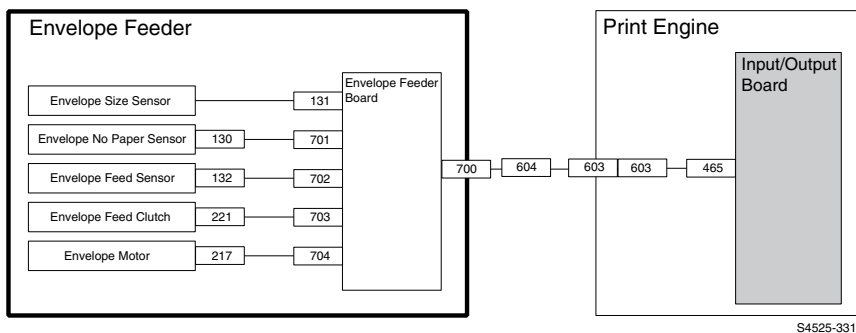 Envelope Feeder
Print Engine
Input/Output
Board
Envelope Feeder
Board
Envelope Size Sensor
131
Envelope No Paper Sensor
130
701
Envelope Feed Sensor
132
702
Envelope Feed Clutch
221
703
Envelope Motor
217
704
700
604
603
603
465
S4525-331